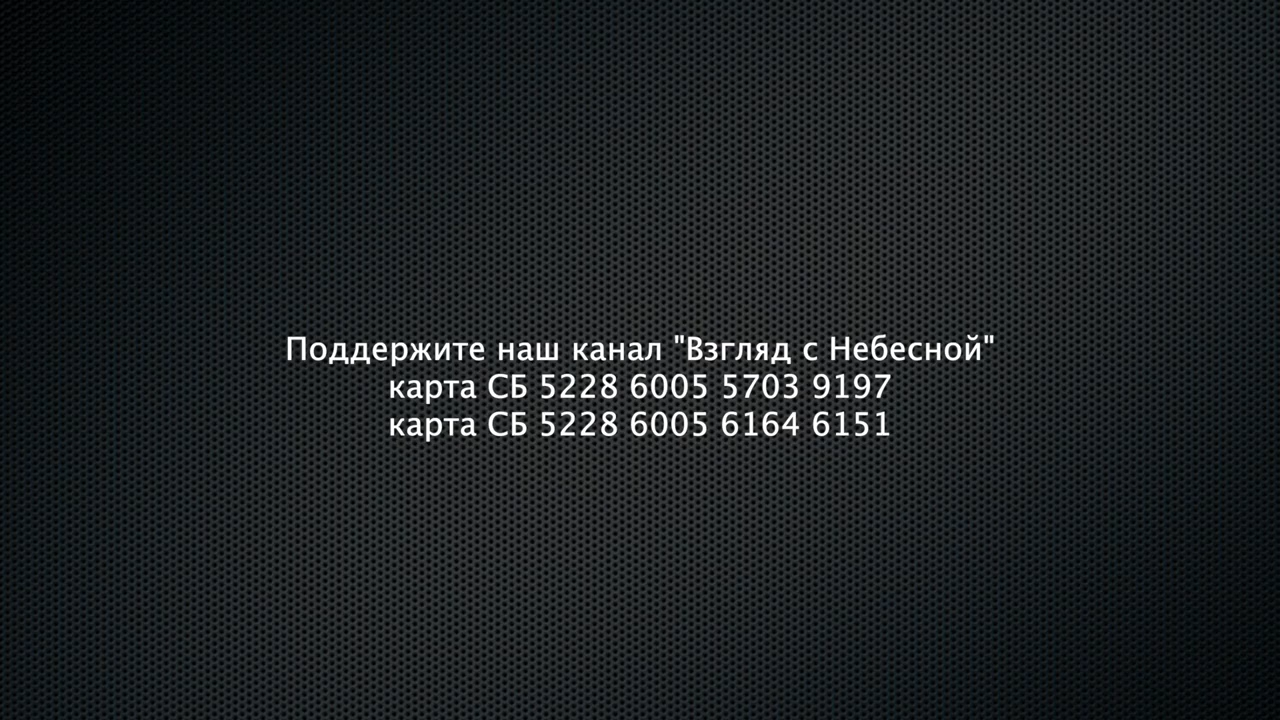 Поддержите наш канал "Взгляд с Небесной"
карта СБ 5228 6005 5703 9197
карта СБ 5228 6005 6164 6151